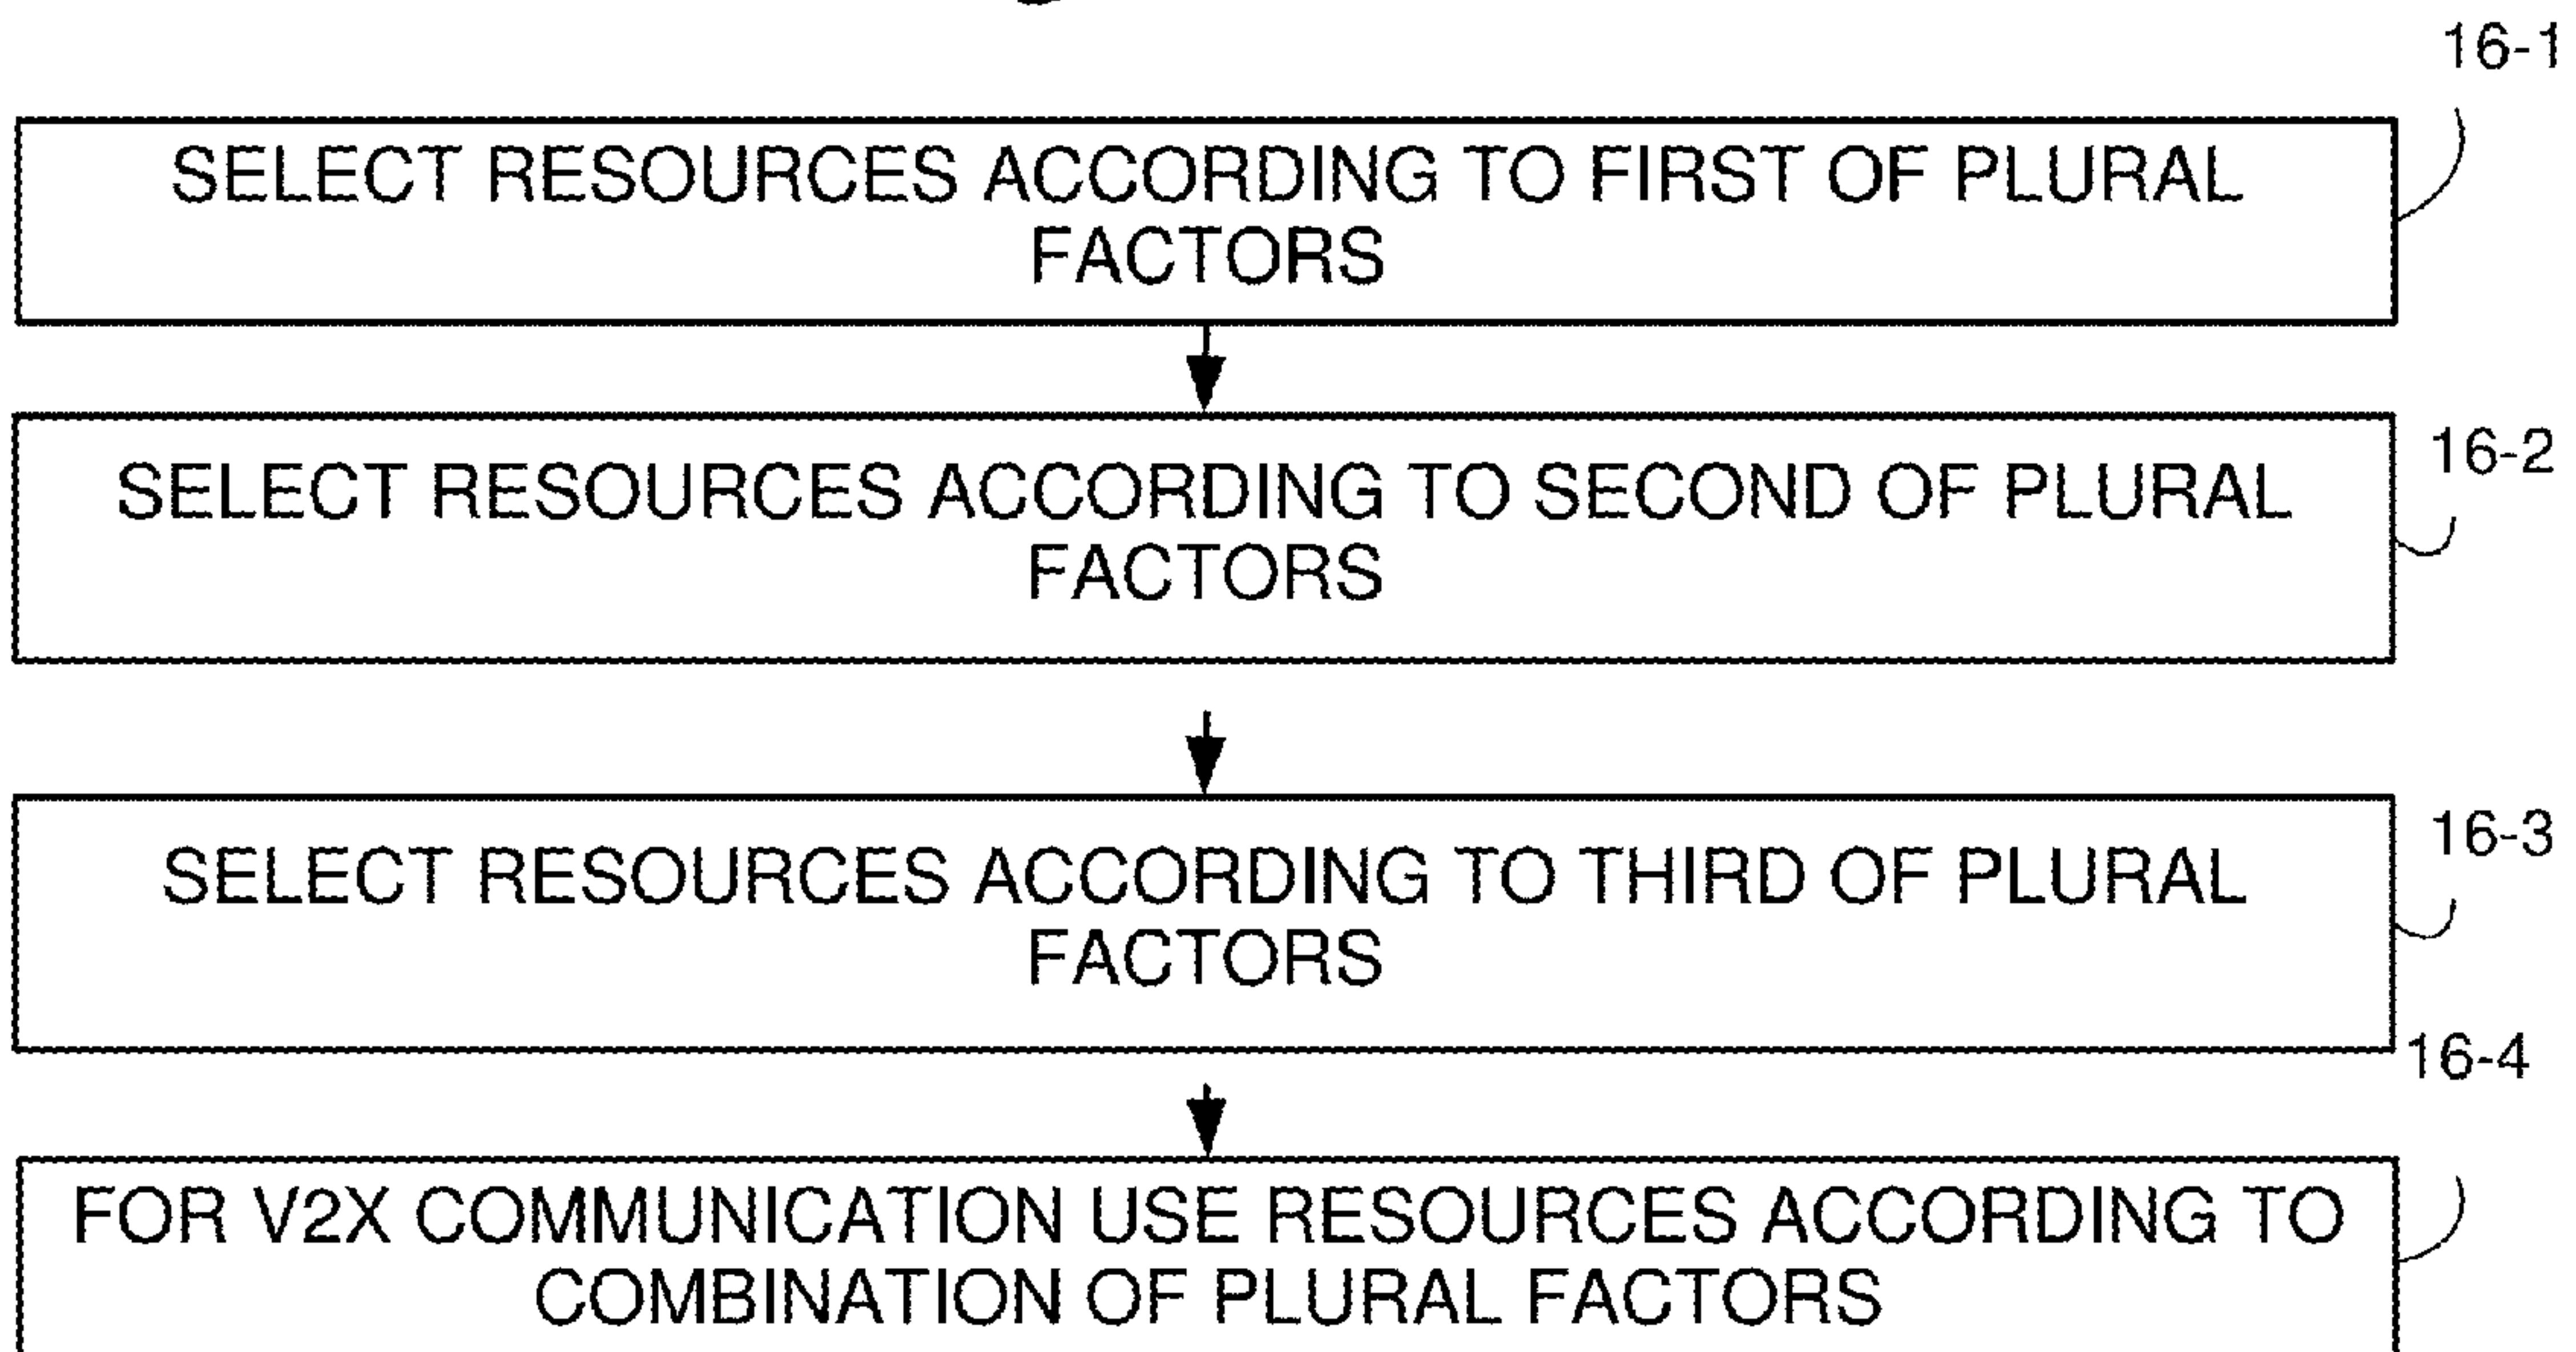 16-1
SELECT RESOURCES ACCORDING TO FIRST OF PLURAL
FACTORS
16-2
SELECT RESOURCES ACCORDING TO SECOND OF PLURAL
FACTORS
16-3
SELECT RESOURCES ACCORDING TO THIRD OF PLURAL
FACTORS
16-4
FOR V2X COMMUNICATION USE RESOURCES ACCORDING TO
COMBINATION OF PLURAL FACTORS